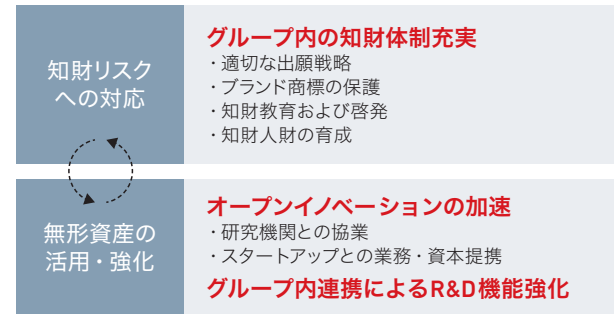 知財リスク
への対応
グループ内の知財体制充実
・適切な出願戦略
・ブランド商標の保護
・知財教育および啓発
・知財人財の育成
無形資産の
活用・強化
オープンイノベーションの加速
・研究機関との協業
・スタートアップとの業務・資本提携
グループ内連携によるR&D機能強化